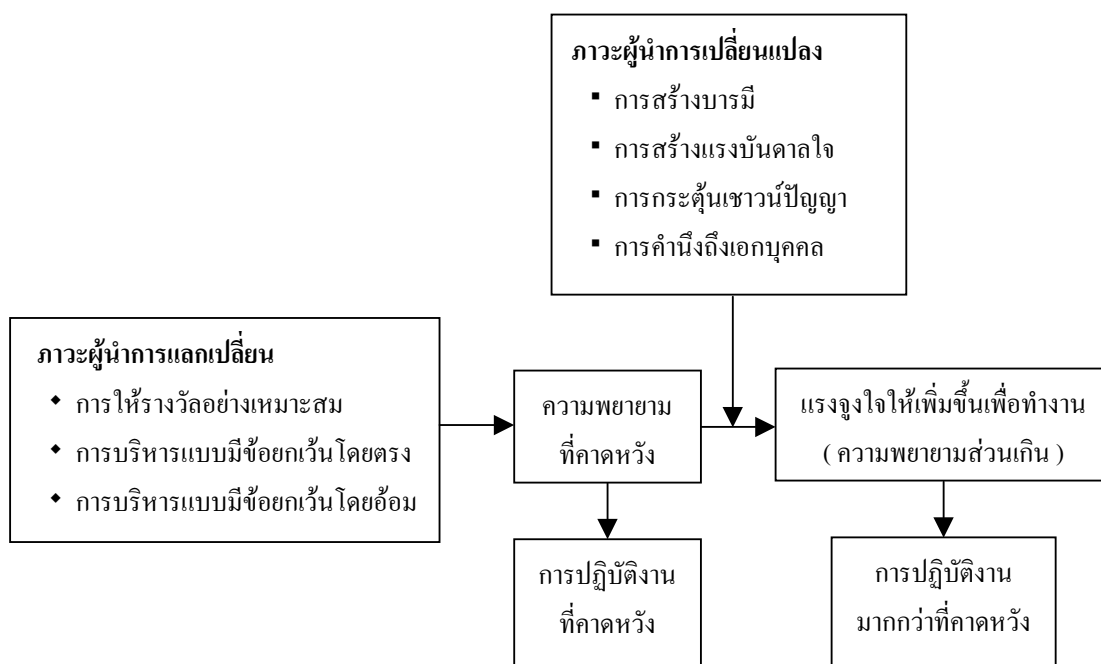 ภาวะผู้นำการเปลี่ยนแปลง
▪ การสร้างบารมี
▪ การสร้างแรงบันดาลใจ
▪ การกระตุ้นเชาวน์ปัญญา
▪ การคำนึงถึงเอกบุคคล
ภาวะผู้นำการแลกเปลี่ยน
◆ การให้รางวัลอย่างเหมาะสม
◆ การบริหารแบบมีข้อยกเว้นโดยตรง
◆ การบริหารแบบมีข้อยกเว้นโดยอ้อม
ความพยายาม
ที่คาดหวัง
แรงจูงใจให้เพิ่มขึ้นเพื่อทำงาน
( ความพยายามส่วนเกิน )
การปฏิบัติงาน
ที่คาดหวัง
การปฏิบัติงาน
มากกว่าที่คาดหวัง